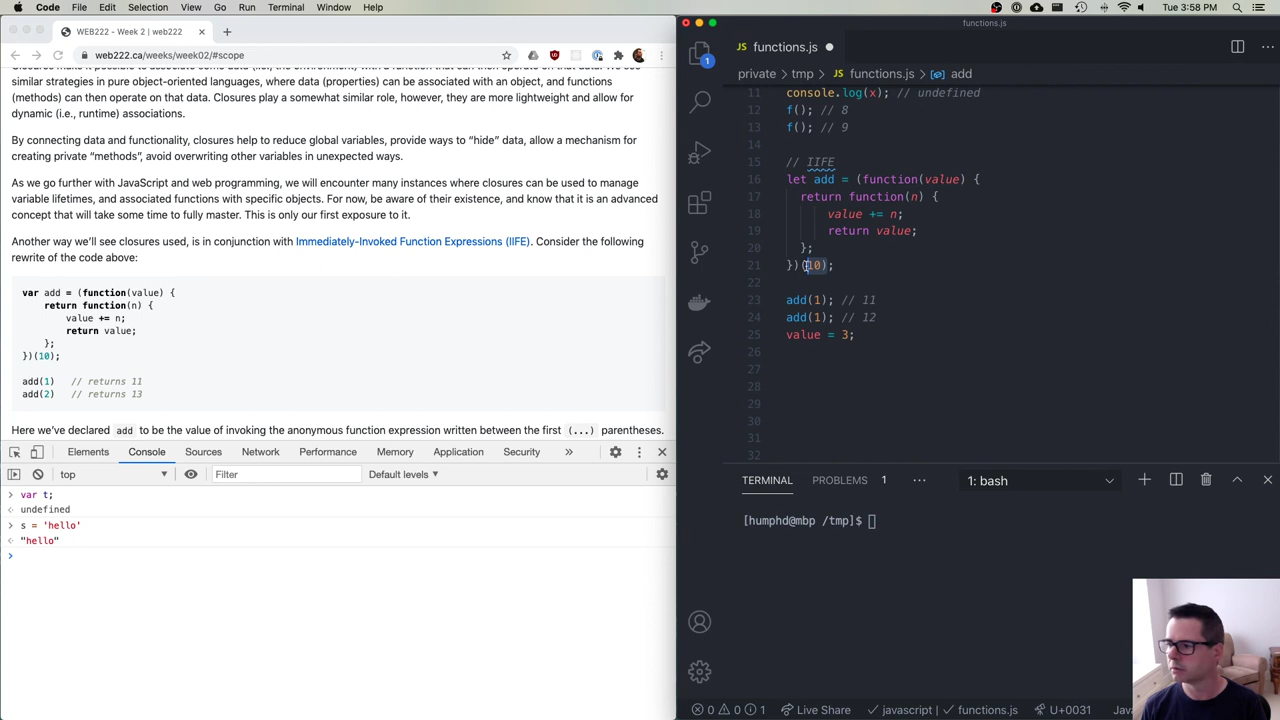 Code File Edit Selection View Go Run Terminal Window Help
Tue 3:58 PM
WEB222 - Week 2 | web222
web222.ca/weeks/week02/#scope
similar strategies in pure object-oriented languages, where data (properties) can be associated with an object, and functions
(methods) can then operate on that data. Closures play a somewhat similar role, however, they are more lightweight and allow for
dynamic (i.e., runtime) associations.
By connecting data and functionality, closures help to reduce global variables, provide ways to “hide” data, allow a mechanism for
creating private “methods”, avoid overwriting other variables in unexpected ways.
As we go further with JavaScript and web programming, we will encounter many instances where closures can be used to manage
variable lifetimes, and associated functions with specific objects. For now, be aware of their existence, and know that it is an advanced
concept that will take some time to fully master. This is only our first exposure to it.
Another way we’ll see closures used, is in conjunction with Immediately-Invoked Function Expressions (IIFE). Consider the following
rewrite of the code above:
var add = (function(value) {
return function(n) {
value += n;
return value;
};
})(10);
add(1) // returns 11
add(2) // returns 13
Here we’ve declared add to be the value of invoking the anonymous function expression written between the first (...) parentheses.
Elements Console Sources Network Performance Memory Application Security »
top Filter Default levels
> var t;
undefined
> s = 'hello'
"hello"
>
functions.js
JS functions.js
private > tmp > JS functions.js > add
1
11 console.log(x); // undefined
12 f(); // 8
13 f(); // 9
14
15 // IIFE
16 let add = (function(value) {
17 return function(n) {
18 value += n;
19 return value;
20 };
21 })(10);
22
23 add(1); // 11
24 add(1); // 12
25 value = 3;
26
27
28
29
30
31
32
TERMINAL PROBLEMS 1 ··· 1: bash
[humphd@mbp /tmp]$
0 0 1 Live Share javascript | functions.js U+0031